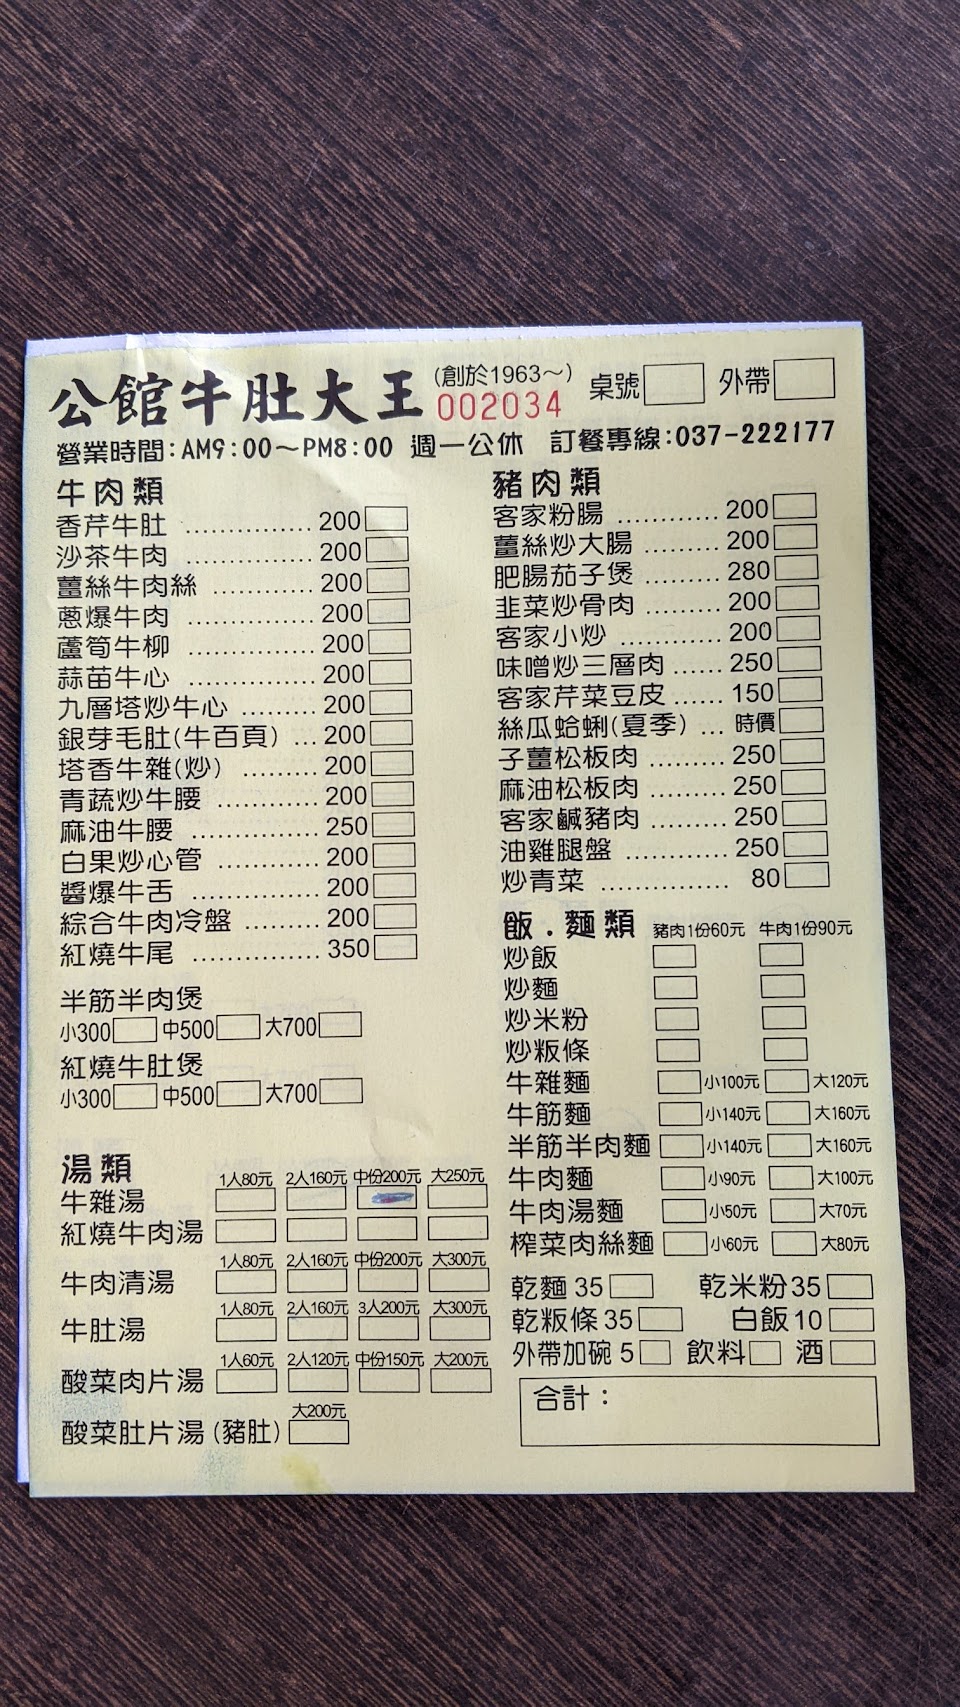 公館牛肚大王 (創於1963～) 002034 桌號 外帶
營業時間:AM9:00～PM8:00 週一公休 訂餐專線:037-222177
牛肉類
香芹牛肚 ............... 200
沙茶牛肉 ............... 200
薑絲牛肉絲 ............ 200
蔥爆牛肉 ............... 200
蘆筍牛柳 ............... 200
蒜苗牛心 ............... 200
九層塔炒牛心 ......... 200
銀芽毛肚(牛百頁) ... 200
塔香牛雜(炒) ......... 200
青蔬炒牛腰 ............ 200
麻油牛腰 ............... 250
白果炒心管 ............ 200
醬爆牛舌 ............... 200
綜合牛肉冷盤 ......... 200
紅燒牛尾 ............... 350
半筋半肉煲
小300 中500 大700
紅燒牛肚煲
小300 中500 大700
湯類 1人80元 2人160元 中份200元 大250元
牛雜湯
紅燒牛肉湯
1人80元 2人160元 中份200元 大300元
牛肉清湯
1人80元 2人160元 3人200元 大300元
牛肚湯
1人60元 2人120元 中份150元 大200元
酸菜肉片湯
大200元
酸菜肚片湯(豬肚)
豬肉類
客家粉腸 ............ 200
薑絲炒大腸 ......... 200
肥腸茄子煲 ......... 280
韭菜炒骨肉 ......... 200
客家小炒 ............ 200
味噌炒三層肉 ...... 250
客家芹菜豆皮 ...... 150
絲瓜蛤蜊(夏季) ... 時價
子薑松板肉 ......... 250
麻油松板肉 ......... 250
客家鹹豬肉 ......... 250
油雞腿盤 ............ 250
炒青菜 ............... 80
飯.麵類 豬肉1份60元 牛肉1份90元
炒飯
炒麵
炒米粉
炒粄條
牛雜麵 小100元 大120元
牛筋麵 小140元 大160元
半筋半肉麵 小140元 大160元
牛肉麵 小90元 大100元
牛肉湯麵 小50元 大70元
榨菜肉絲麵 小60元 大80元
乾麵 35 乾米粉 35
乾粄條 35 白飯 10
外帶加碗 5 飲料 酒
合計：